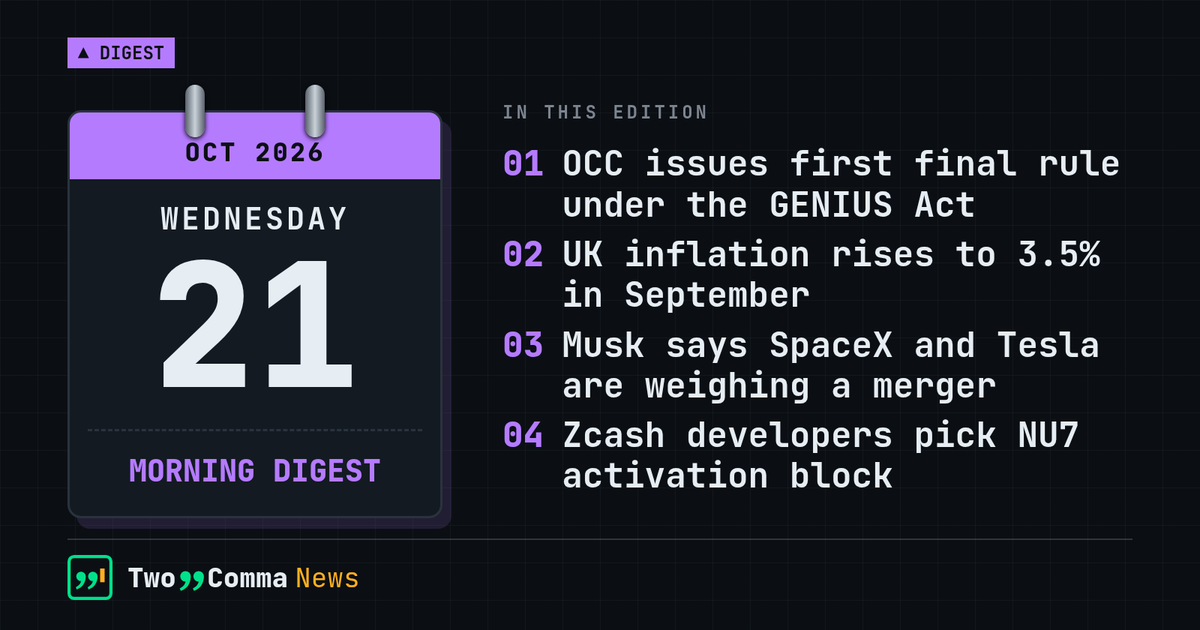 ▲ DIGEST
OCT 2026
WEDNESDAY
21
MORNING DIGEST
IN THIS EDITION
01 OCC issues first final rule
under the GENIUS Act
02 UK inflation rises to 3.5%
in September
03 Musk says SpaceX and Tesla
are weighing a merger
04 Zcash developers pick NU7
activation block
Two,,Comma News